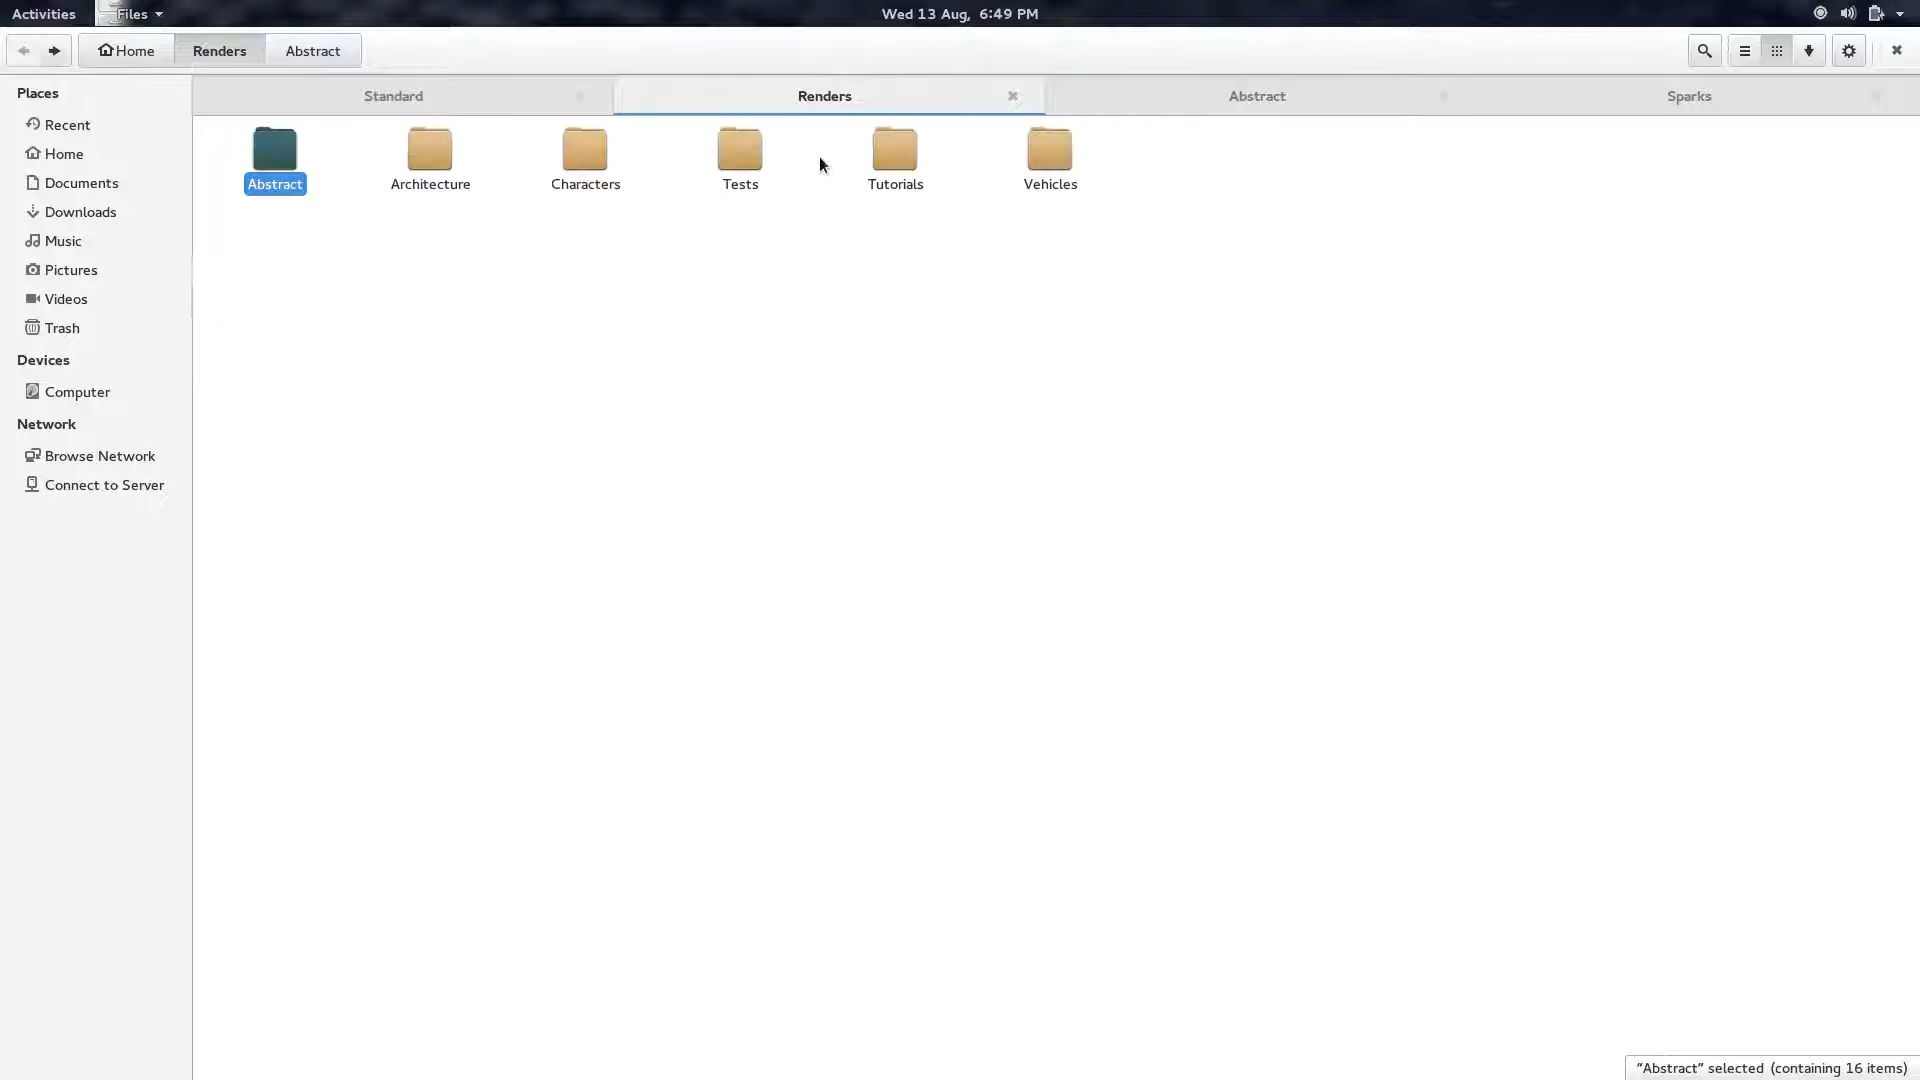 Activities Files Wed 13 Aug, 6:49 PM
Home Renders Abstract
Places
Recent
Home
Documents
Downloads
Music
Pictures
Videos
Trash
Devices
Computer
Network
Browse Network
Connect to Server
Standard Renders Abstract Sparks
Abstract Architecture Characters Tests Tutorials Vehicles
"Abstract" selected (containing 16 items)